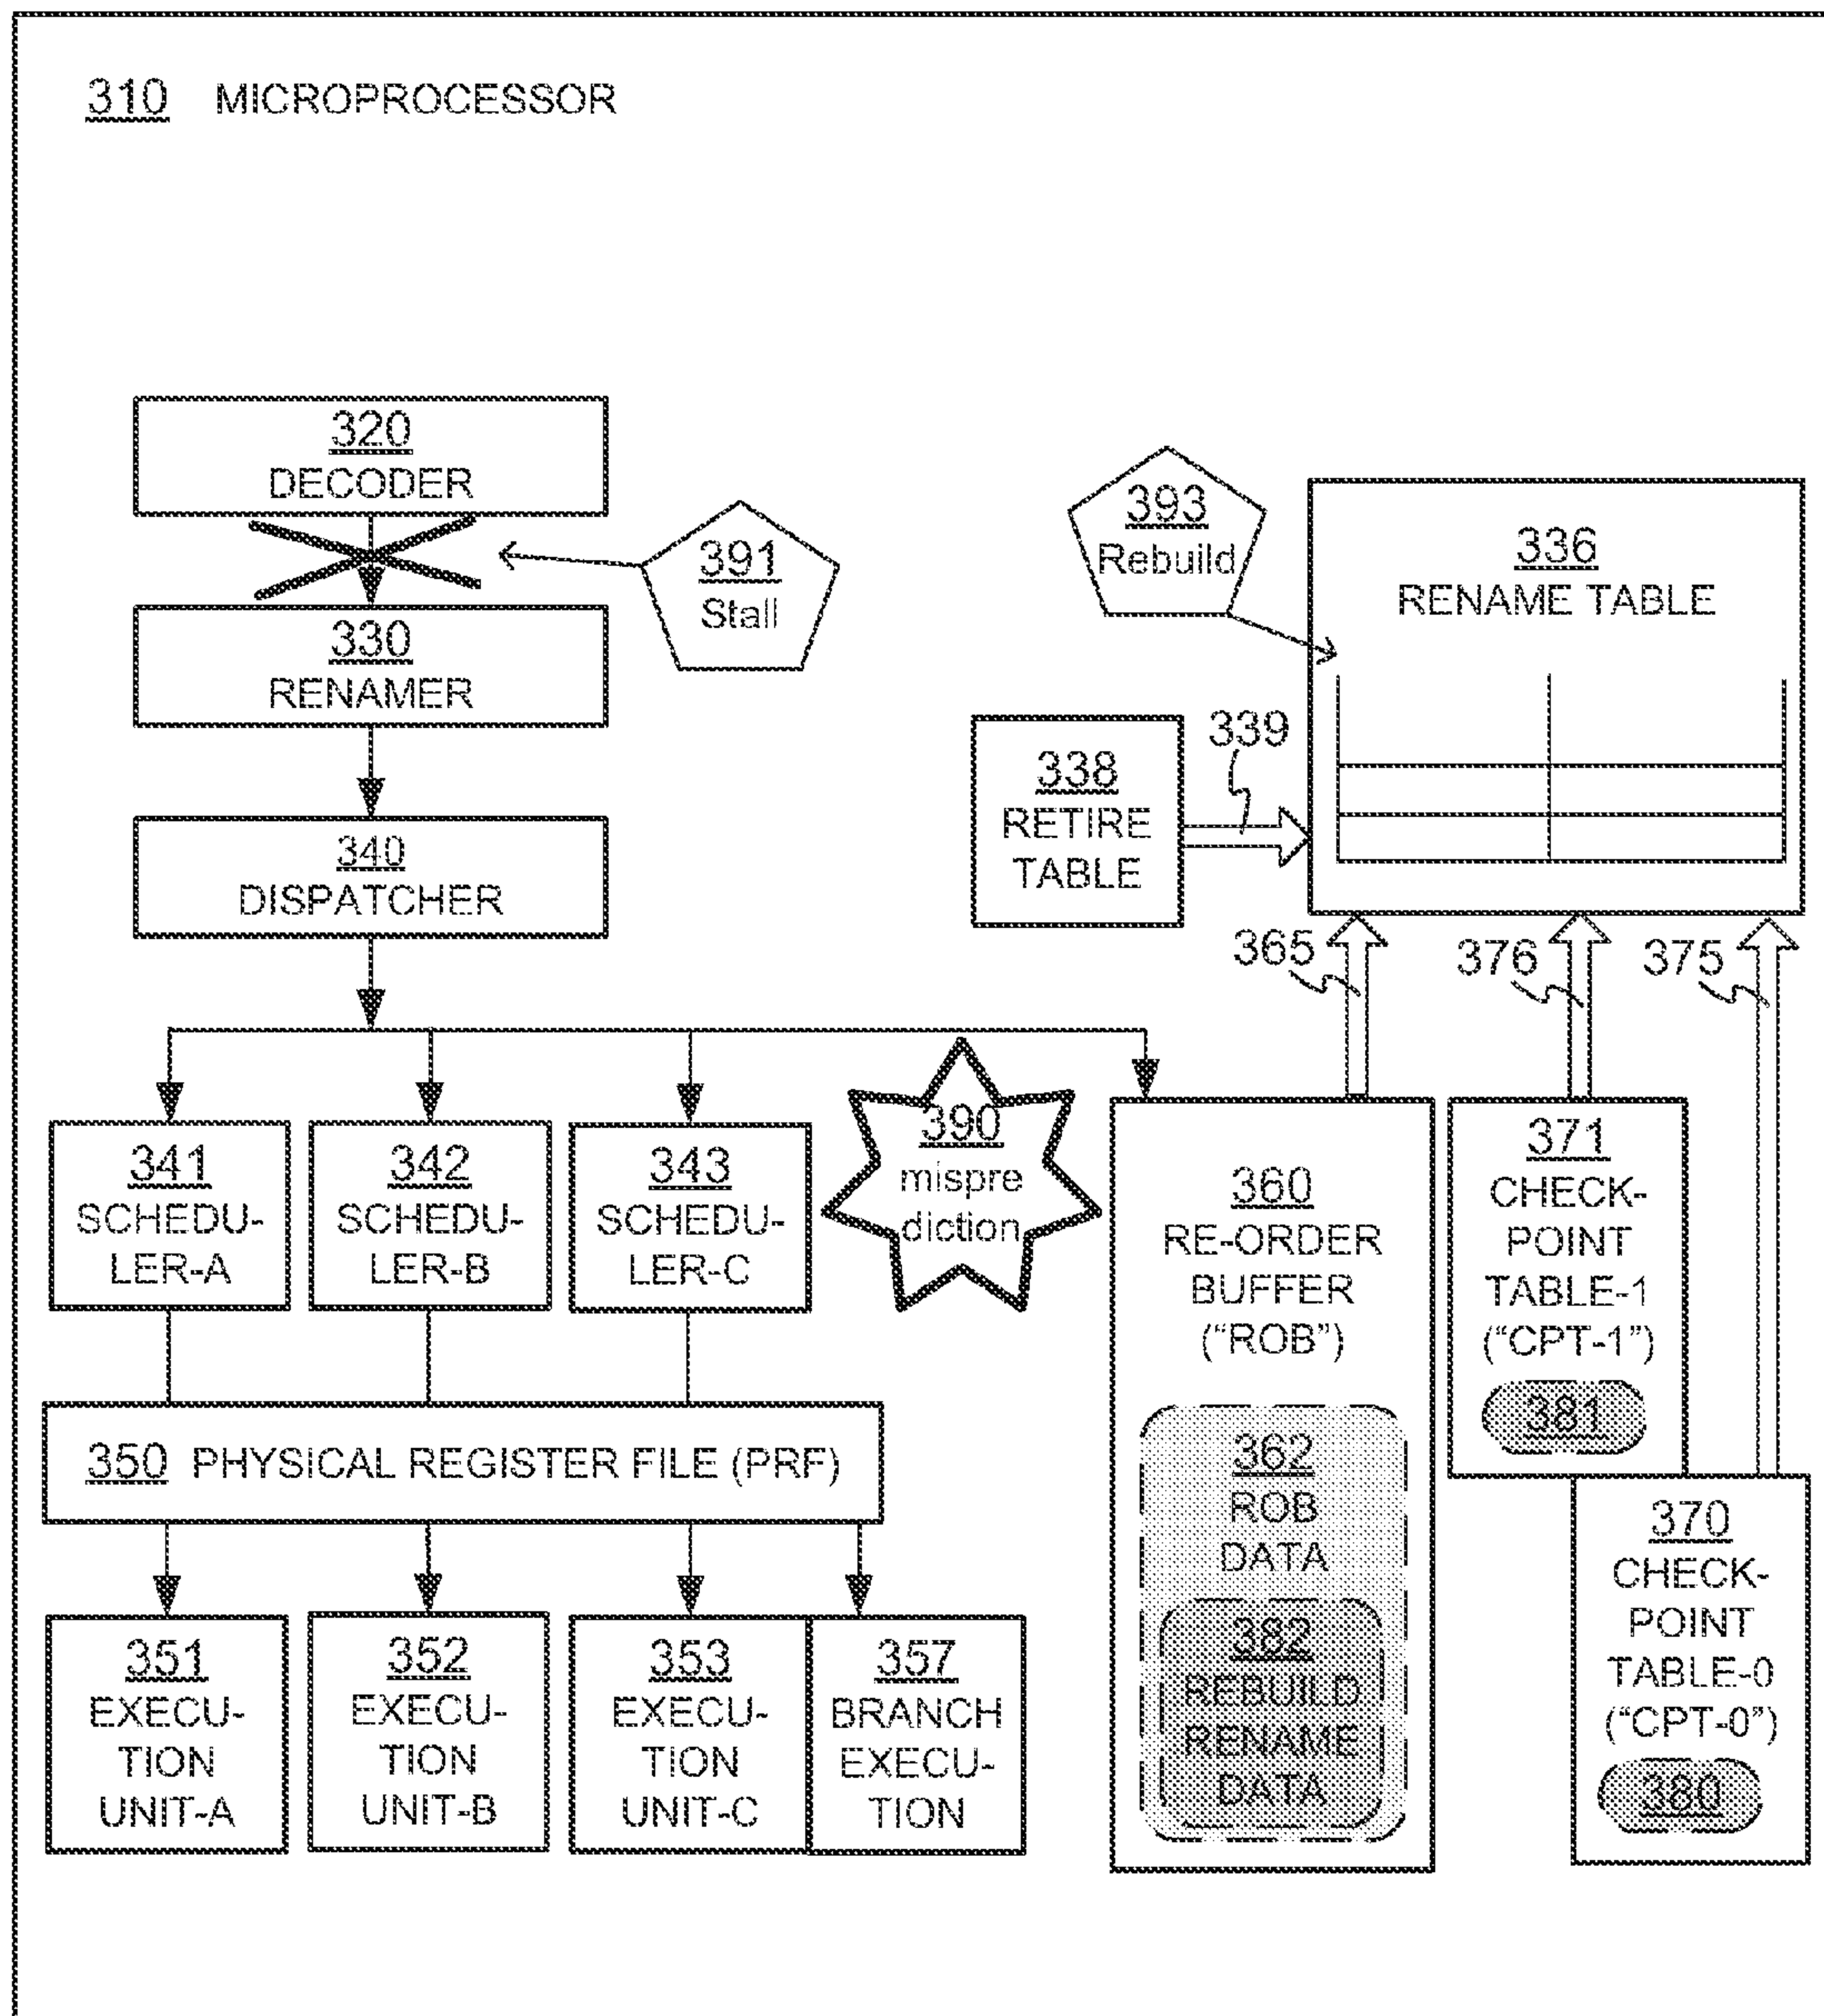 310 MICROPROCESSOR
320
DECODER
391
Stall
393
Rebuild
336
RENAME TABLE
330
RENAMER
338
RETIRE
TABLE
339
340
DISPATCHER
365
376
375
341
SCHEDU-
LER-A
342
SCHEDU-
LER-B
343
SCHEDU-
LER-C
390
mispre
diction
360
RE-ORDER
BUFFER
("ROB")
371
CHECK-
POINT
TABLE-1
("CPT-1")
381
350 PHYSICAL REGISTER FILE (PRF)
362
ROB
DATA
382
REBUILD
RENAME
DATA
370
CHECK-
POINT
TABLE-0
("CPT-0")
380
351
EXECU-
TION
UNIT-A
352
EXECU-
TION
UNIT-B
353
EXECU-
TION
UNIT-C
357
BRANCH
EXECU-
TION